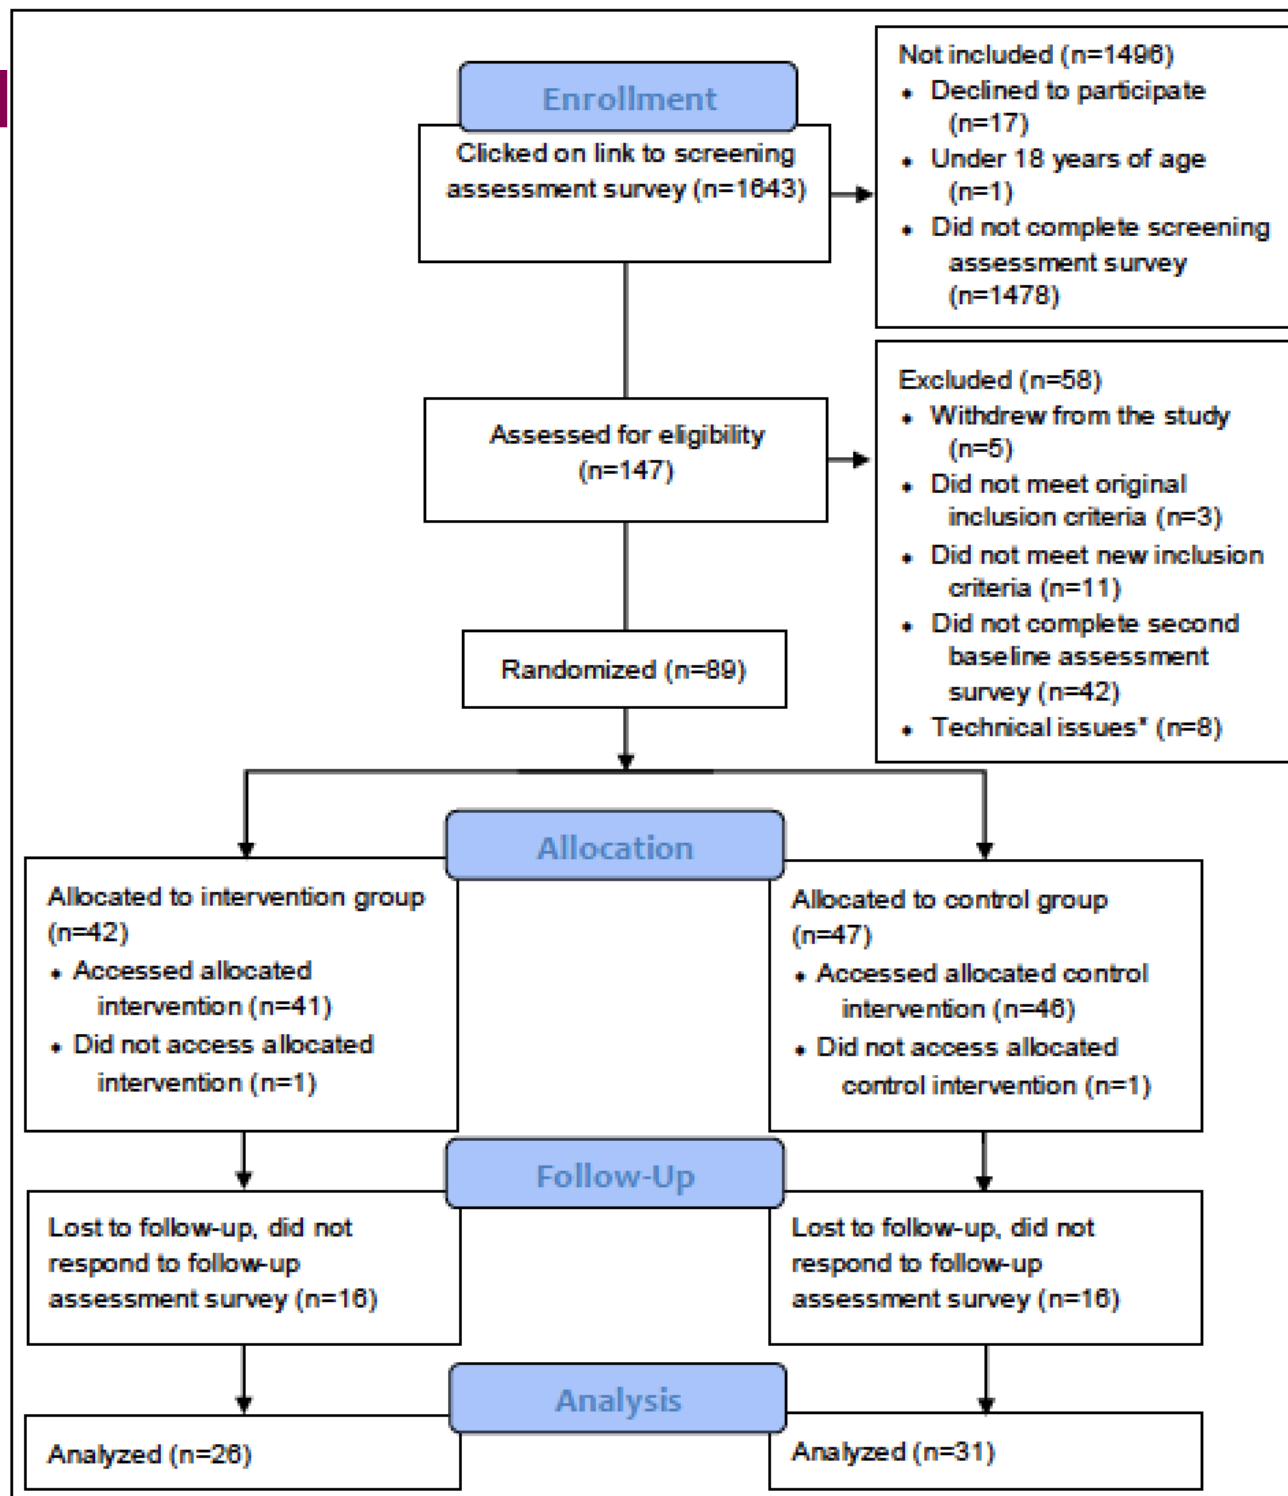 Enrollment
Clicked on link to screening
assessment survey (n=1643)
Not included (n=1496)
• Declined to participate
(n=17)
• Under 18 years of age
(n=1)
• Did not complete screening
assessment survey
(n=1478)
Assessed for eligibility
(n=147)
Excluded (n=58)
• Withdrew from the study
(n=5)
• Did not meet original
inclusion criteria (n=3)
• Did not meet new inclusion
criteria (n=11)
• Did not complete second
baseline assessment
survey (n=42)
• Technical issues* (n=8)
Randomized (n=89)
Allocation
Allocated to intervention group
(n=42)
• Accessed allocated
intervention (n=41)
• Did not access allocated
intervention (n=1)
Allocated to control group
(n=47)
• Accessed allocated control
intervention (n=46)
• Did not access allocated
control intervention (n=1)
Follow-Up
Lost to follow-up, did not
respond to follow-up
assessment survey (n=16)
Lost to follow-up, did not
respond to follow-up
assessment survey (n=16)
Analysis
Analyzed (n=26)
Analyzed (n=31)